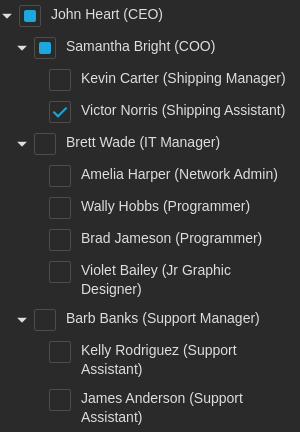 John Heart (CEO)
Samantha Bright (COO)
Kevin Carter (Shipping Manager)
Victor Norris (Shipping Assistant)
Brett Wade (IT Manager)
Amelia Harper (Network Admin)
Wally Hobbs (Programmer)
Brad Jameson (Programmer)
Violet Bailey (Jr Graphic
Designer)
Barb Banks (Support Manager)
Kelly Rodriguez (Support
Assistant)
James Anderson (Support
Assistant)